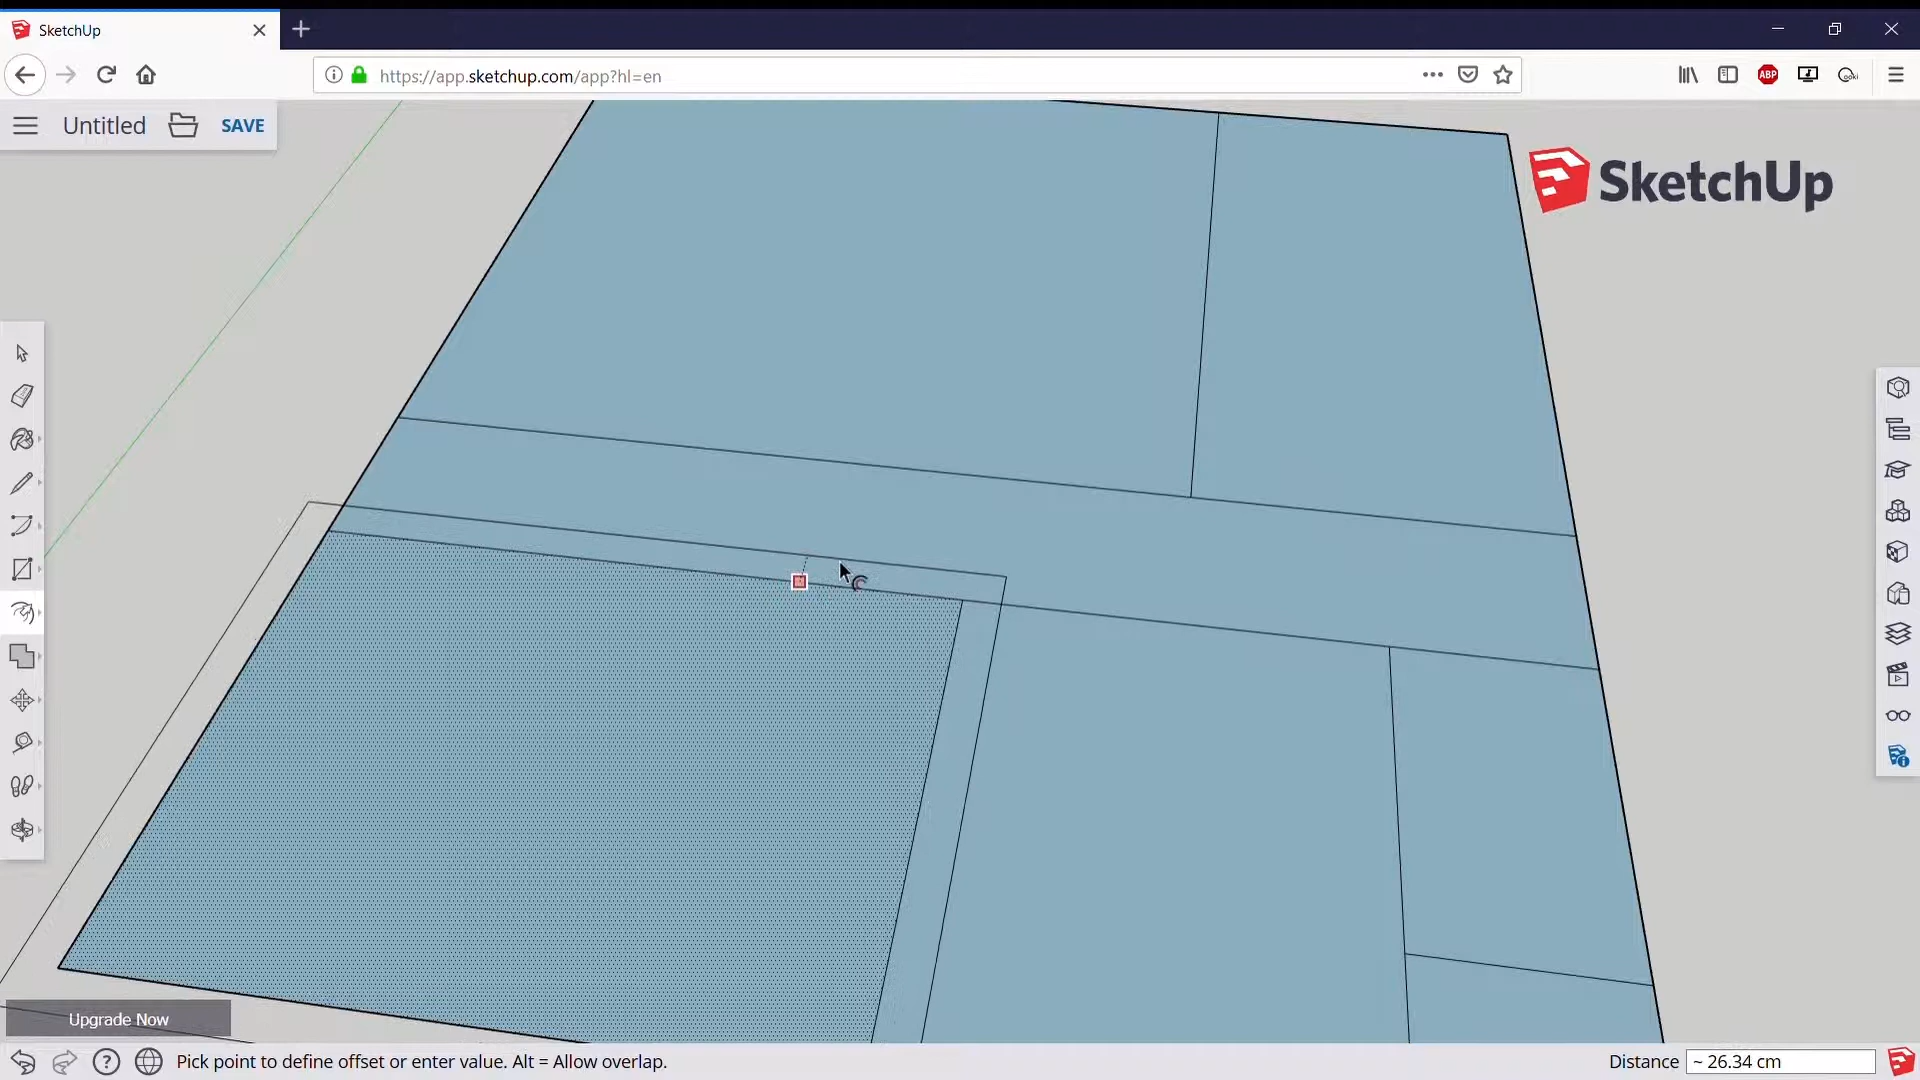 SketchUp
https://app.sketchup.com/app?hl=en
ABP
Untitled
SAVE
SketchUp
Upgrade Now
Pick point to define offset or enter value. Alt = Allow overlap.
Distance
~ 26.34 cm